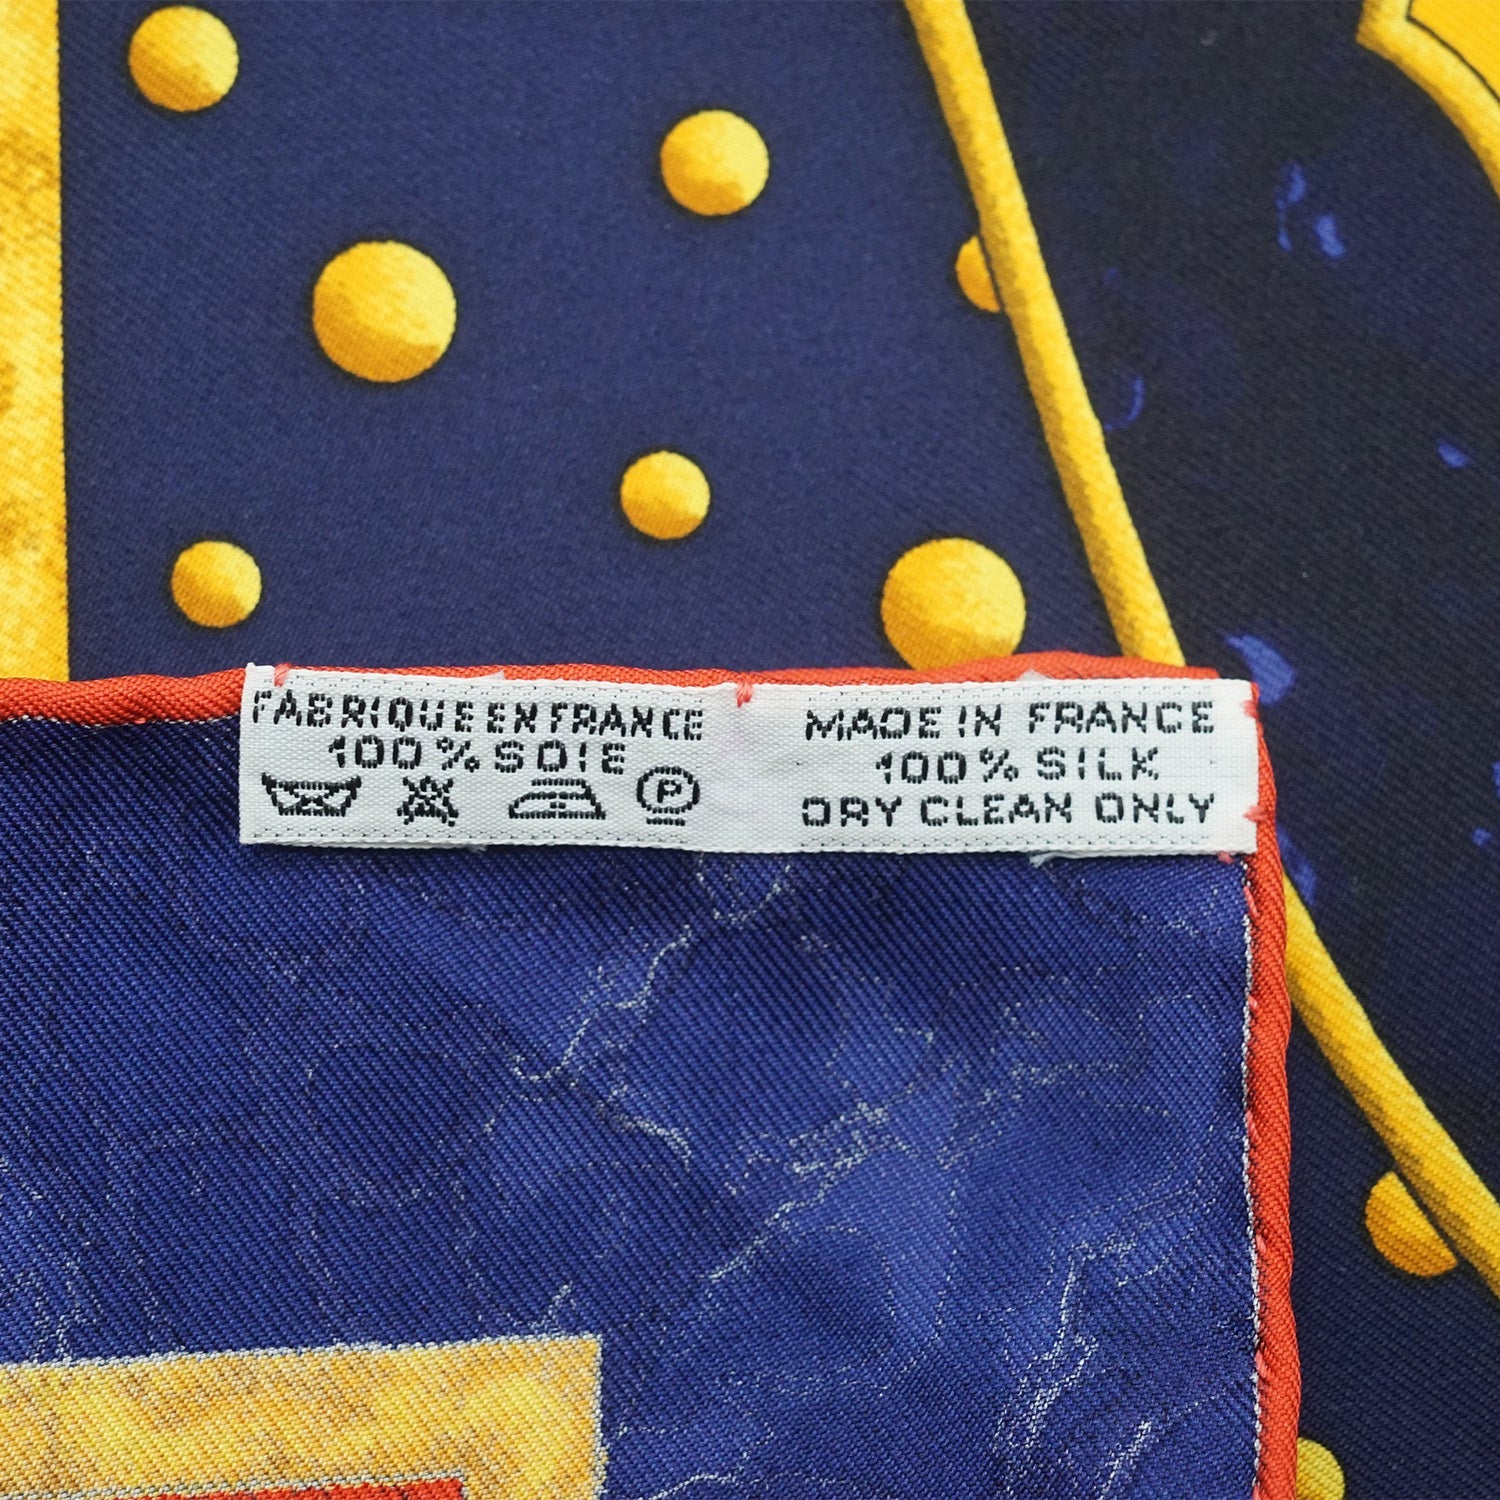 FABRIQUE EN FRANCE
100% SOIE
P
MADE IN FRANCE
100% SILK
DRY CLEAN ONLY